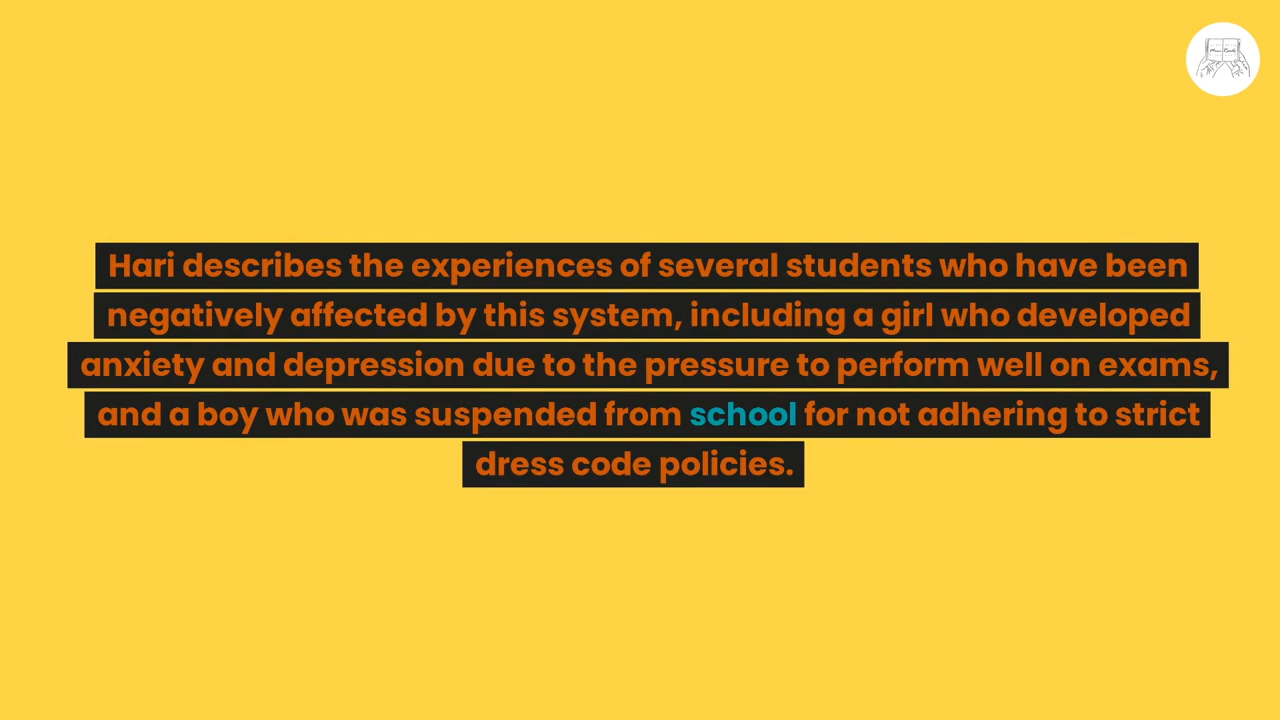 Hari describes the experiences of several students who have been
negatively affected by this system, including a girl who developed
anxiety and depression due to the pressure to perform well on exams,
and a boy who was suspended from school for not adhering to strict
dress code policies.